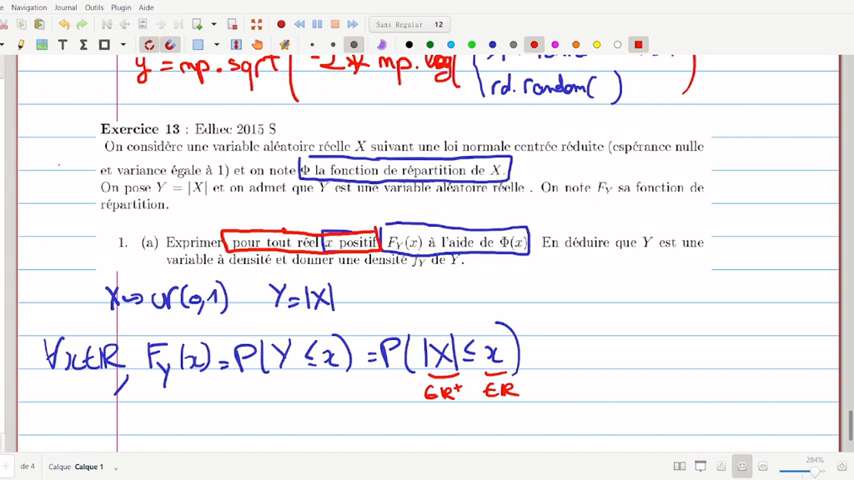 Navigation Journal Outils Plugin Aide
Sans Regular 12
y = mp.sqrt( -2* mp.log(
rd.random( ) )
Exercice 13 : Edhec 2015 S
On considère une variable aléatoire réelle X suivant une loi normale centrée réduite (espérance nulle
et variance égale à 1) et on note Φ la fonction de répartition de X.
On pose Y = |X| et on admet que Y est une variable aléatoire réelle . On note F_Y sa fonction de
répartition.
1. (a) Exprimer pour tout réel x positif F_Y(x) à l'aide de Φ(x) En déduire que Y est une
variable à densité et donner une densité f_Y de Y.
X ↪ N(0,1) Y=|X|
∀x∈ℝ, F_Y(x) = P(Y ≤ x) = P( |X| ≤ x )
∈ℝ⁺ ∈ℝ
de 4 Calque Calque 1 284%